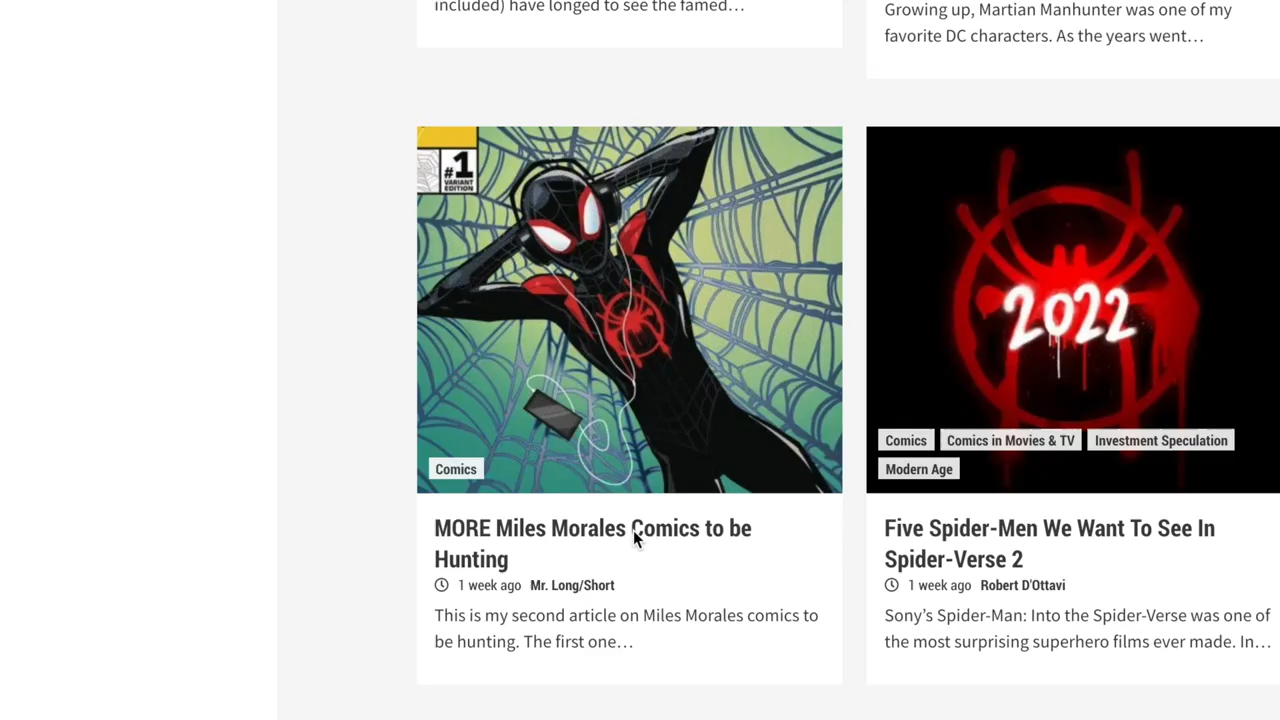 included) have longed to see the famed…
Growing up, Martian Manhunter was one of my
favorite DC characters. As the years went…
#1
VARIANT
EDITION
Comics
MORE Miles Morales Comics to be
Hunting
1 week ago Mr. Long/Short
This is my second article on Miles Morales comics to
be hunting. The first one…
2022
Comics Comics in Movies & TV Investment Speculation
Modern Age
Five Spider-Men We Want To See In
Spider-Verse 2
1 week ago Robert D'Ottavi
Sony’s Spider-Man: Into the Spider-Verse was one of
the most surprising superhero films ever made. In…